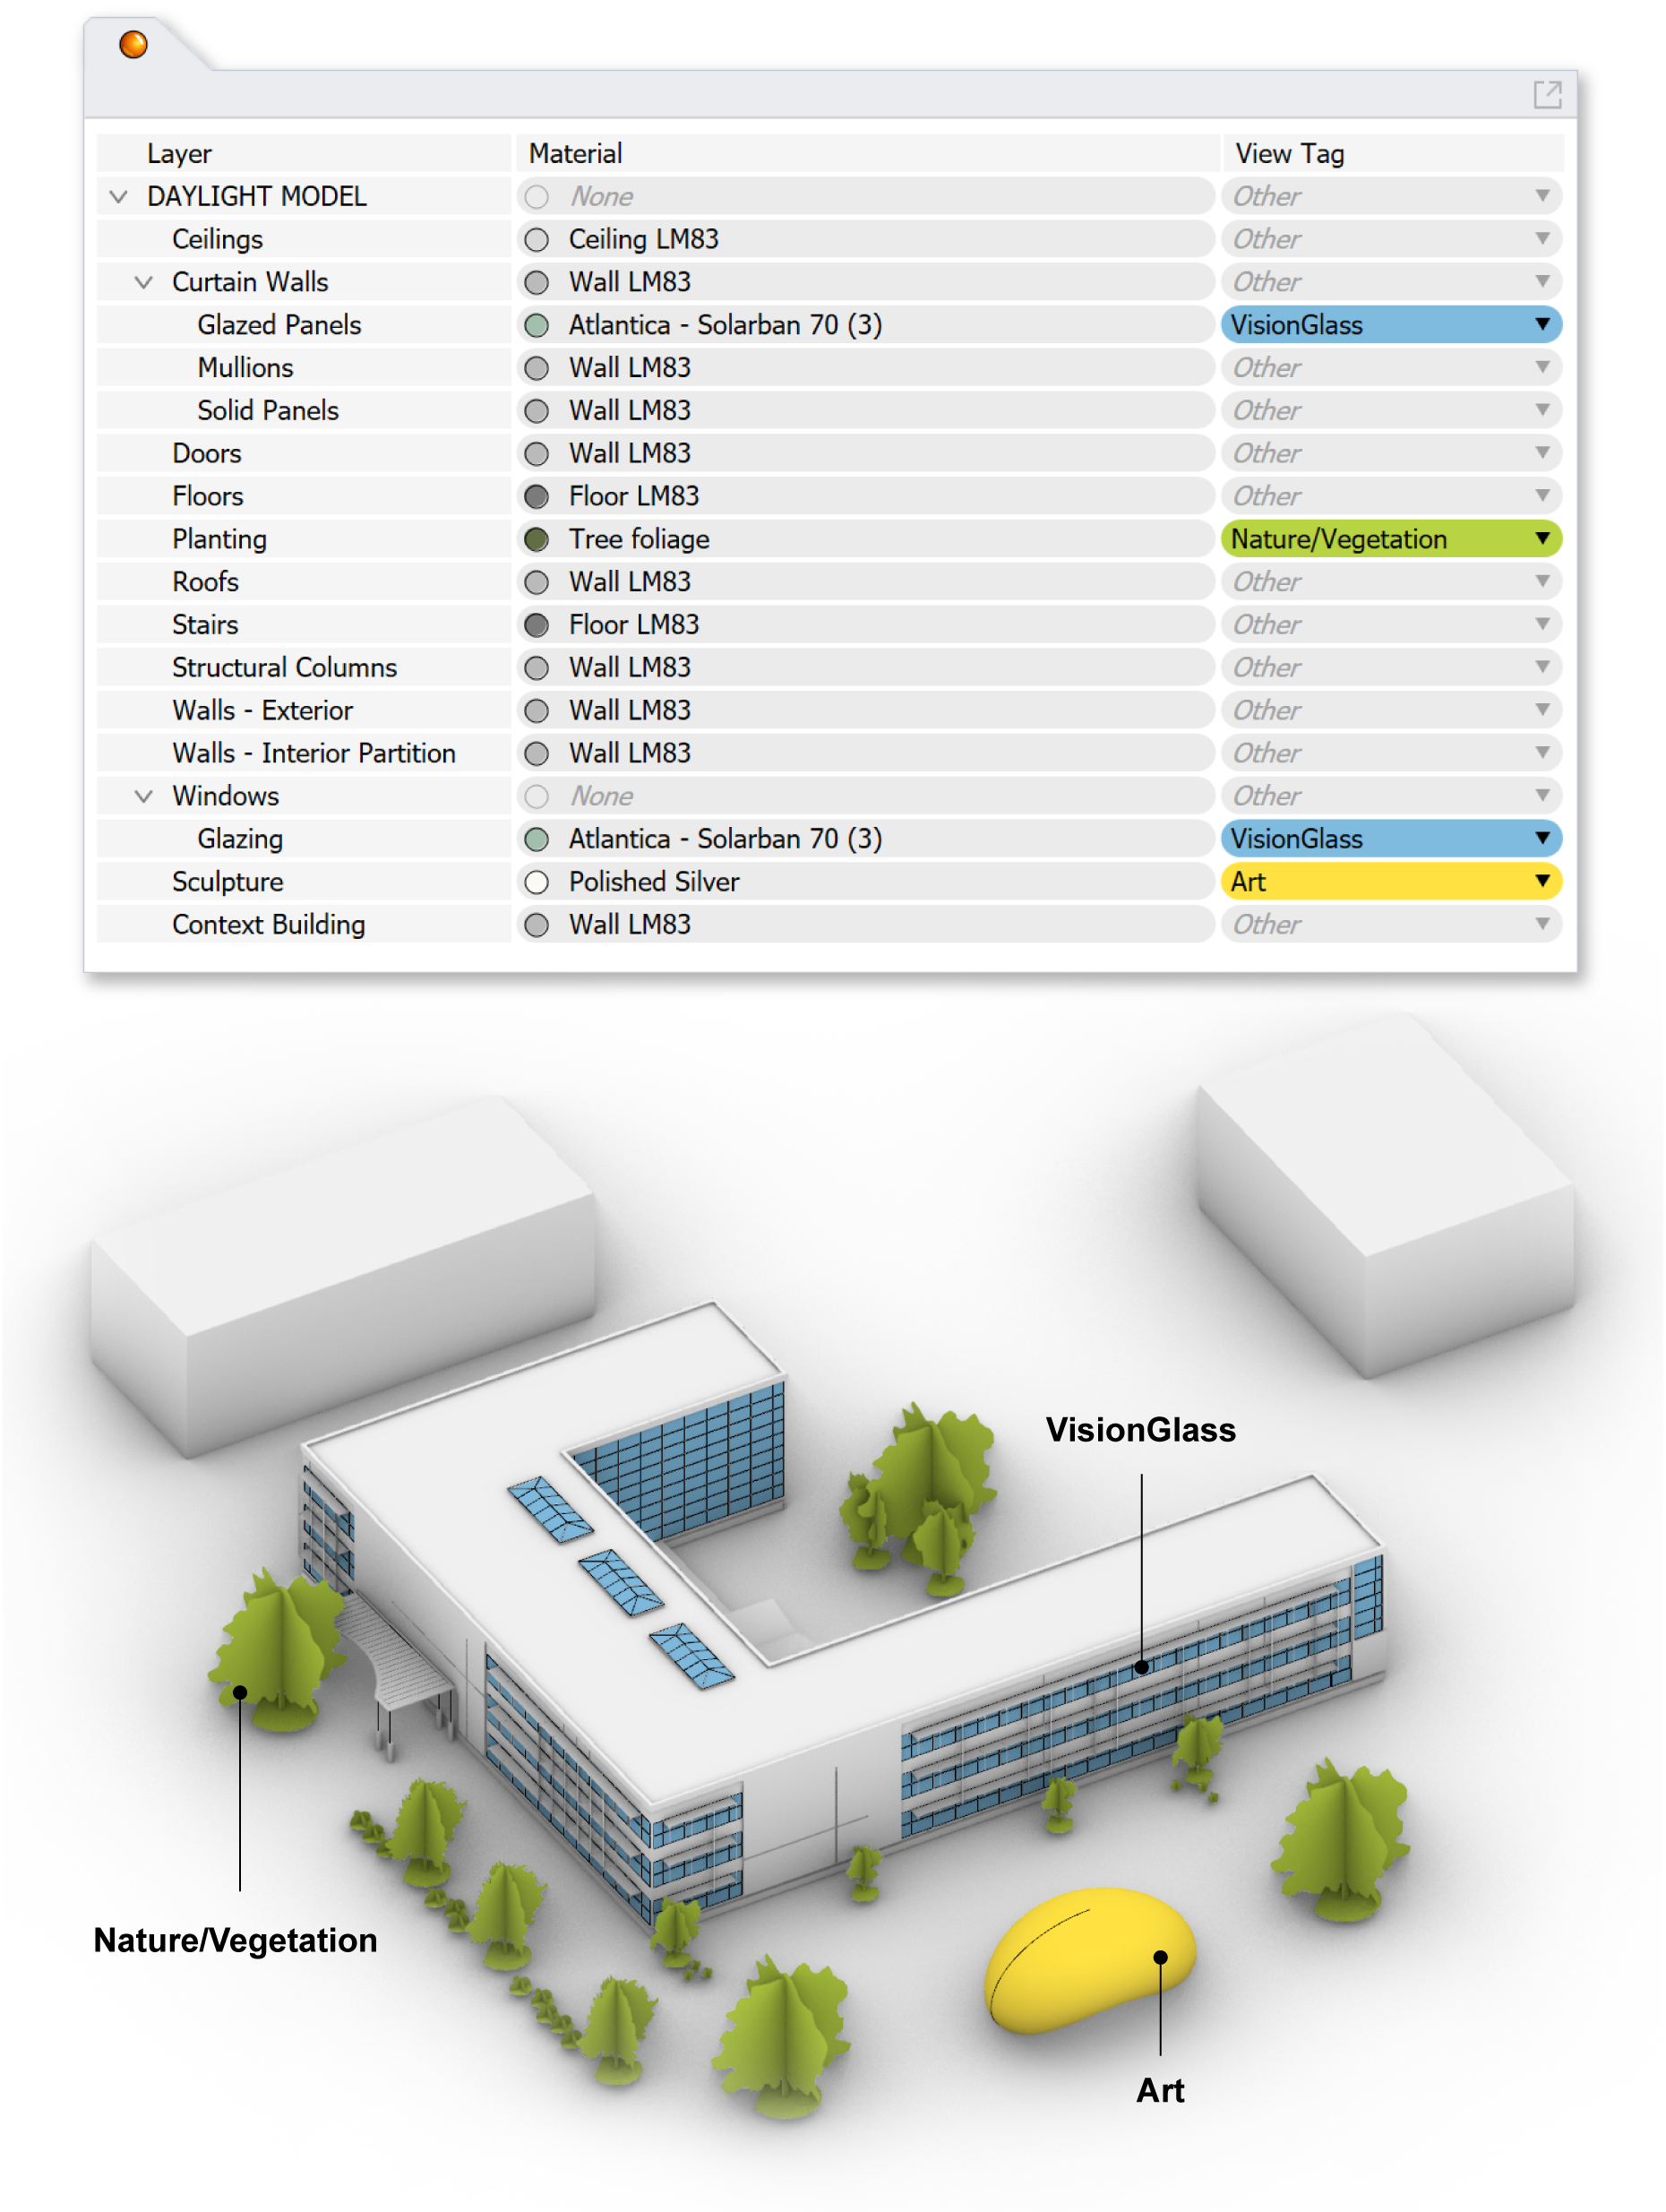 Layer Material View Tag
DAYLIGHT MODEL None Other
Ceilings Ceiling LM83 Other
Curtain Walls Wall LM83 Other
Glazed Panels Atlantica - Solarban 70 (3) VisionGlass
Mullions Wall LM83 Other
Solid Panels Wall LM83 Other
Doors Wall LM83 Other
Floors Floor LM83 Other
Planting Tree foliage Nature/Vegetation
Roofs Wall LM83 Other
Stairs Floor LM83 Other
Structural Columns Wall LM83 Other
Walls - Exterior Wall LM83 Other
Walls - Interior Partition Wall LM83 Other
Windows None Other
Glazing Atlantica - Solarban 70 (3) VisionGlass
Sculpture Polished Silver Art
Context Building Wall LM83 Other
VisionGlass
Nature/Vegetation
Art